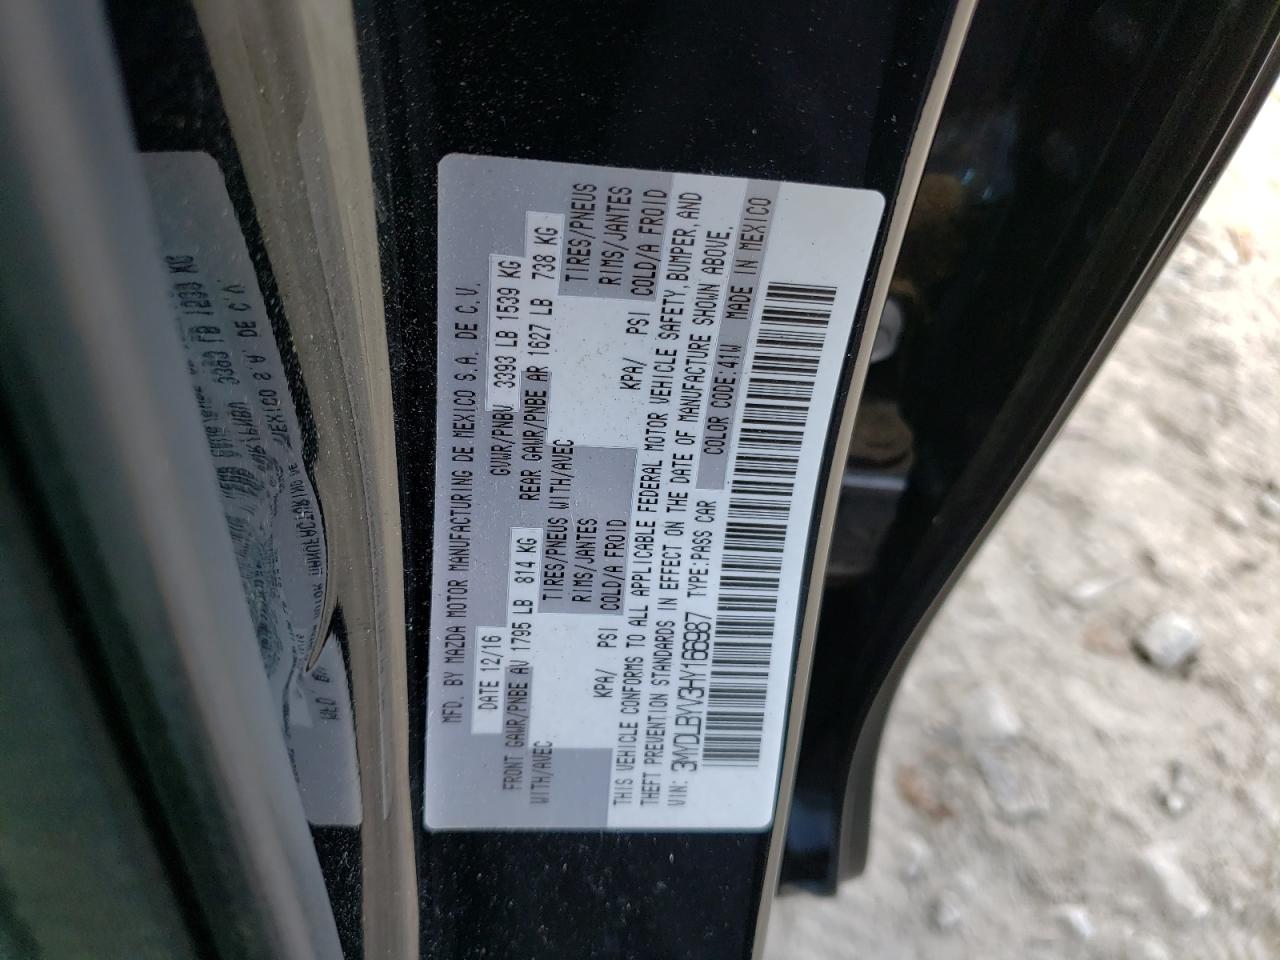 MFD. BY MAZDA MOTOR MANUFACTURING DE MEXICO S.A. DE C.V.
DATE 12/16 GVWR/PNBV 3393 LB 1539 KG
FRONT GAWR/PNBE AV 1795 LB 814 KG REAR GAWR/PNBE AR 1627 LB 738 KG
WITH/AVEC TIRES/PNEUS WITH/AVEC TIRES/PNEUS
RIMS/JANTES RIMS/JANTES
KPA/ PSI COLD/A FROID KPA/ PSI COLD/A FROID
THIS VEHICLE CONFORMS TO ALL APPLICABLE FEDERAL MOTOR VEHICLE SAFETY, BUMPER, AND
THEFT PREVENTION STANDARDS IN EFFECT ON THE DATE OF MANUFACTURE SHOWN ABOVE.
VIN: 3MYDLBYV3HY166987 TYPE:PASS CAR COLOR CODE:41W MADE IN MEXICO